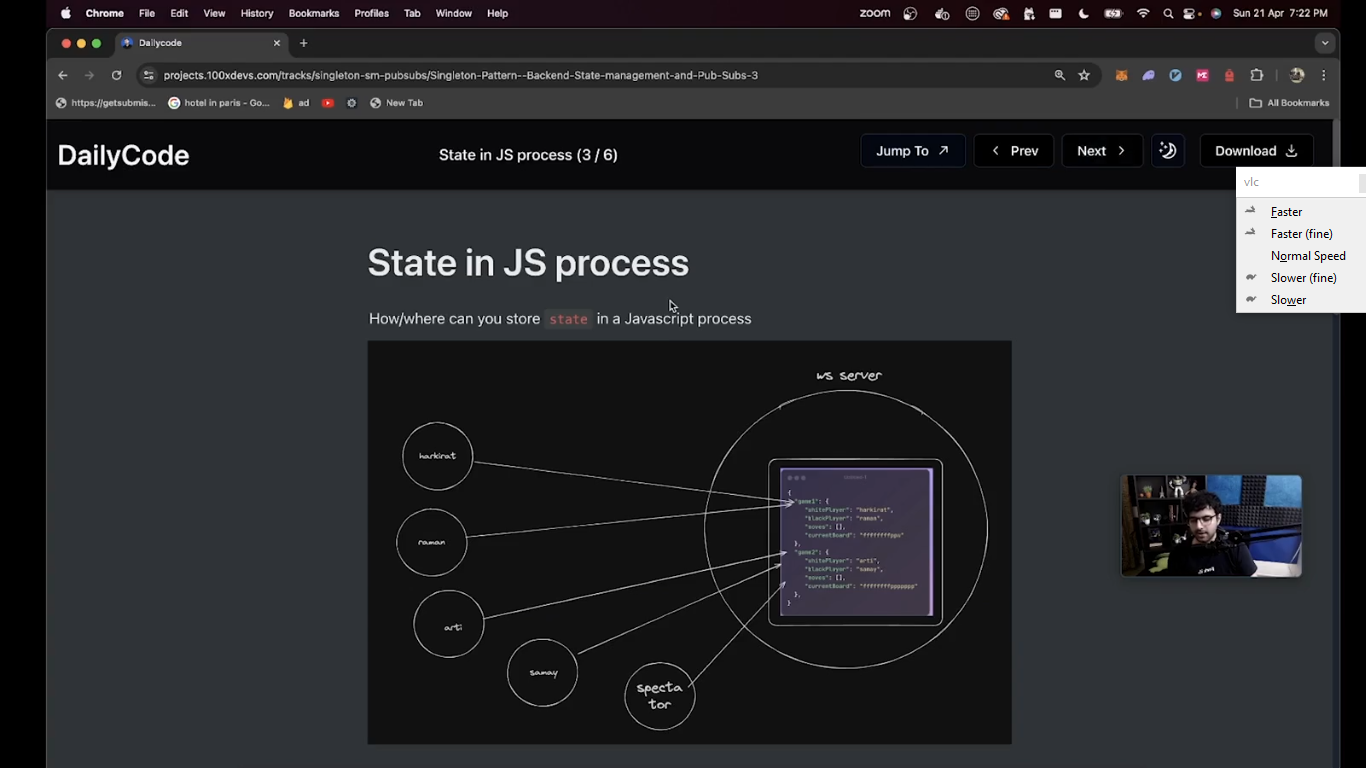 Chrome File Edit View History Bookmarks Profiles Tab Window Help zoom Sun 21 Apr 7:22 PM
Dailycode
projects.100xdevs.com/tracks/singleton-sm-pubsubs/Singleton-Pattern--Backend-State-management-and-Pub-Subs-3
https://getsubmis... hotel in paris - Go... ad New Tab All Bookmarks
DailyCode State in JS process (3 / 6) Jump To Prev Next Download
vlc
Faster
Faster (fine)
Normal Speed
Slower (fine)
Slower
State in JS process
How/where can you store state in a Javascript process
ws server
harkirat
raman
arti
samay
specta
tor
{
"game1": {
"whitePlayer": "harkirat",
"blackPlayer": "raman",
"moves": [],
},
"game2": {
"whitePlayer": "arti",
"blackPlayer": "samay",
"moves": [],
},
}